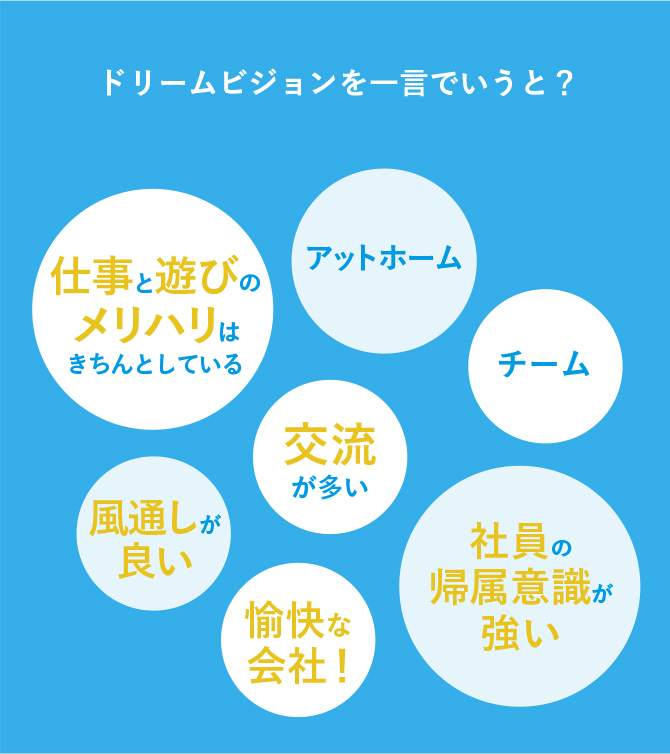 ドリームビジョンを一言でいうと？
仕事と遊びの
メリハリは
きちんとしている
アットホーム
チーム
交流
が多い
風通しが
良い
社員の
帰属意識が
強い
愉快な
会社！